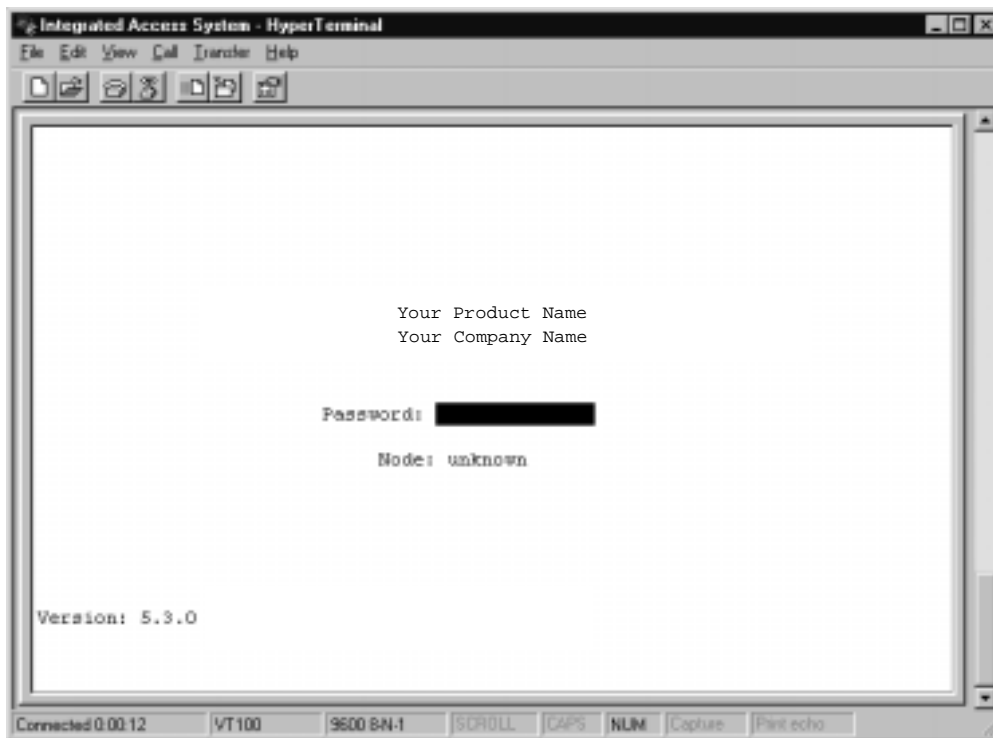 Integrated Access System - HyperTerminal
File Edit View Call Transfer Help
Your Product Name
Your Company Name
Password:
Node: unknown
Version: 5.3.0
Connected 0:00:12 VT100 9600 8-N-1 SCROLL CAPS NUM Capture Print echo